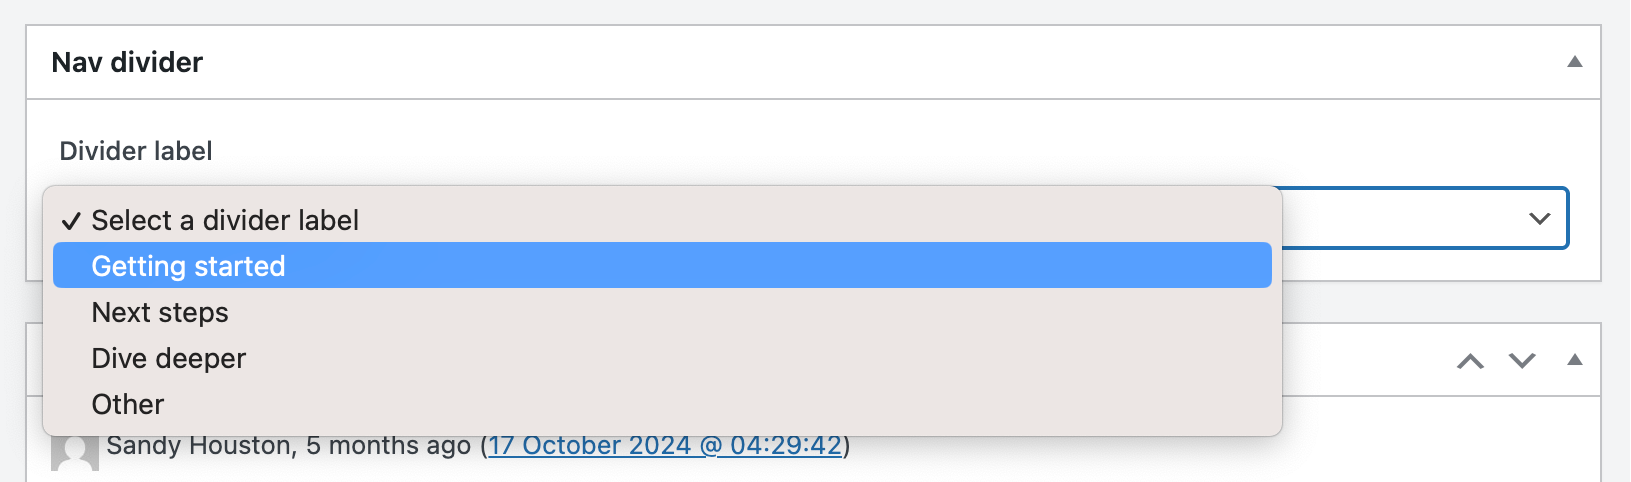 Nav divider
Divider label
✓ Select a divider label
Getting started
Next steps
Dive deeper
Other
Sandy Houston, 5 months ago (17 October 2024 @ 04:29:42)